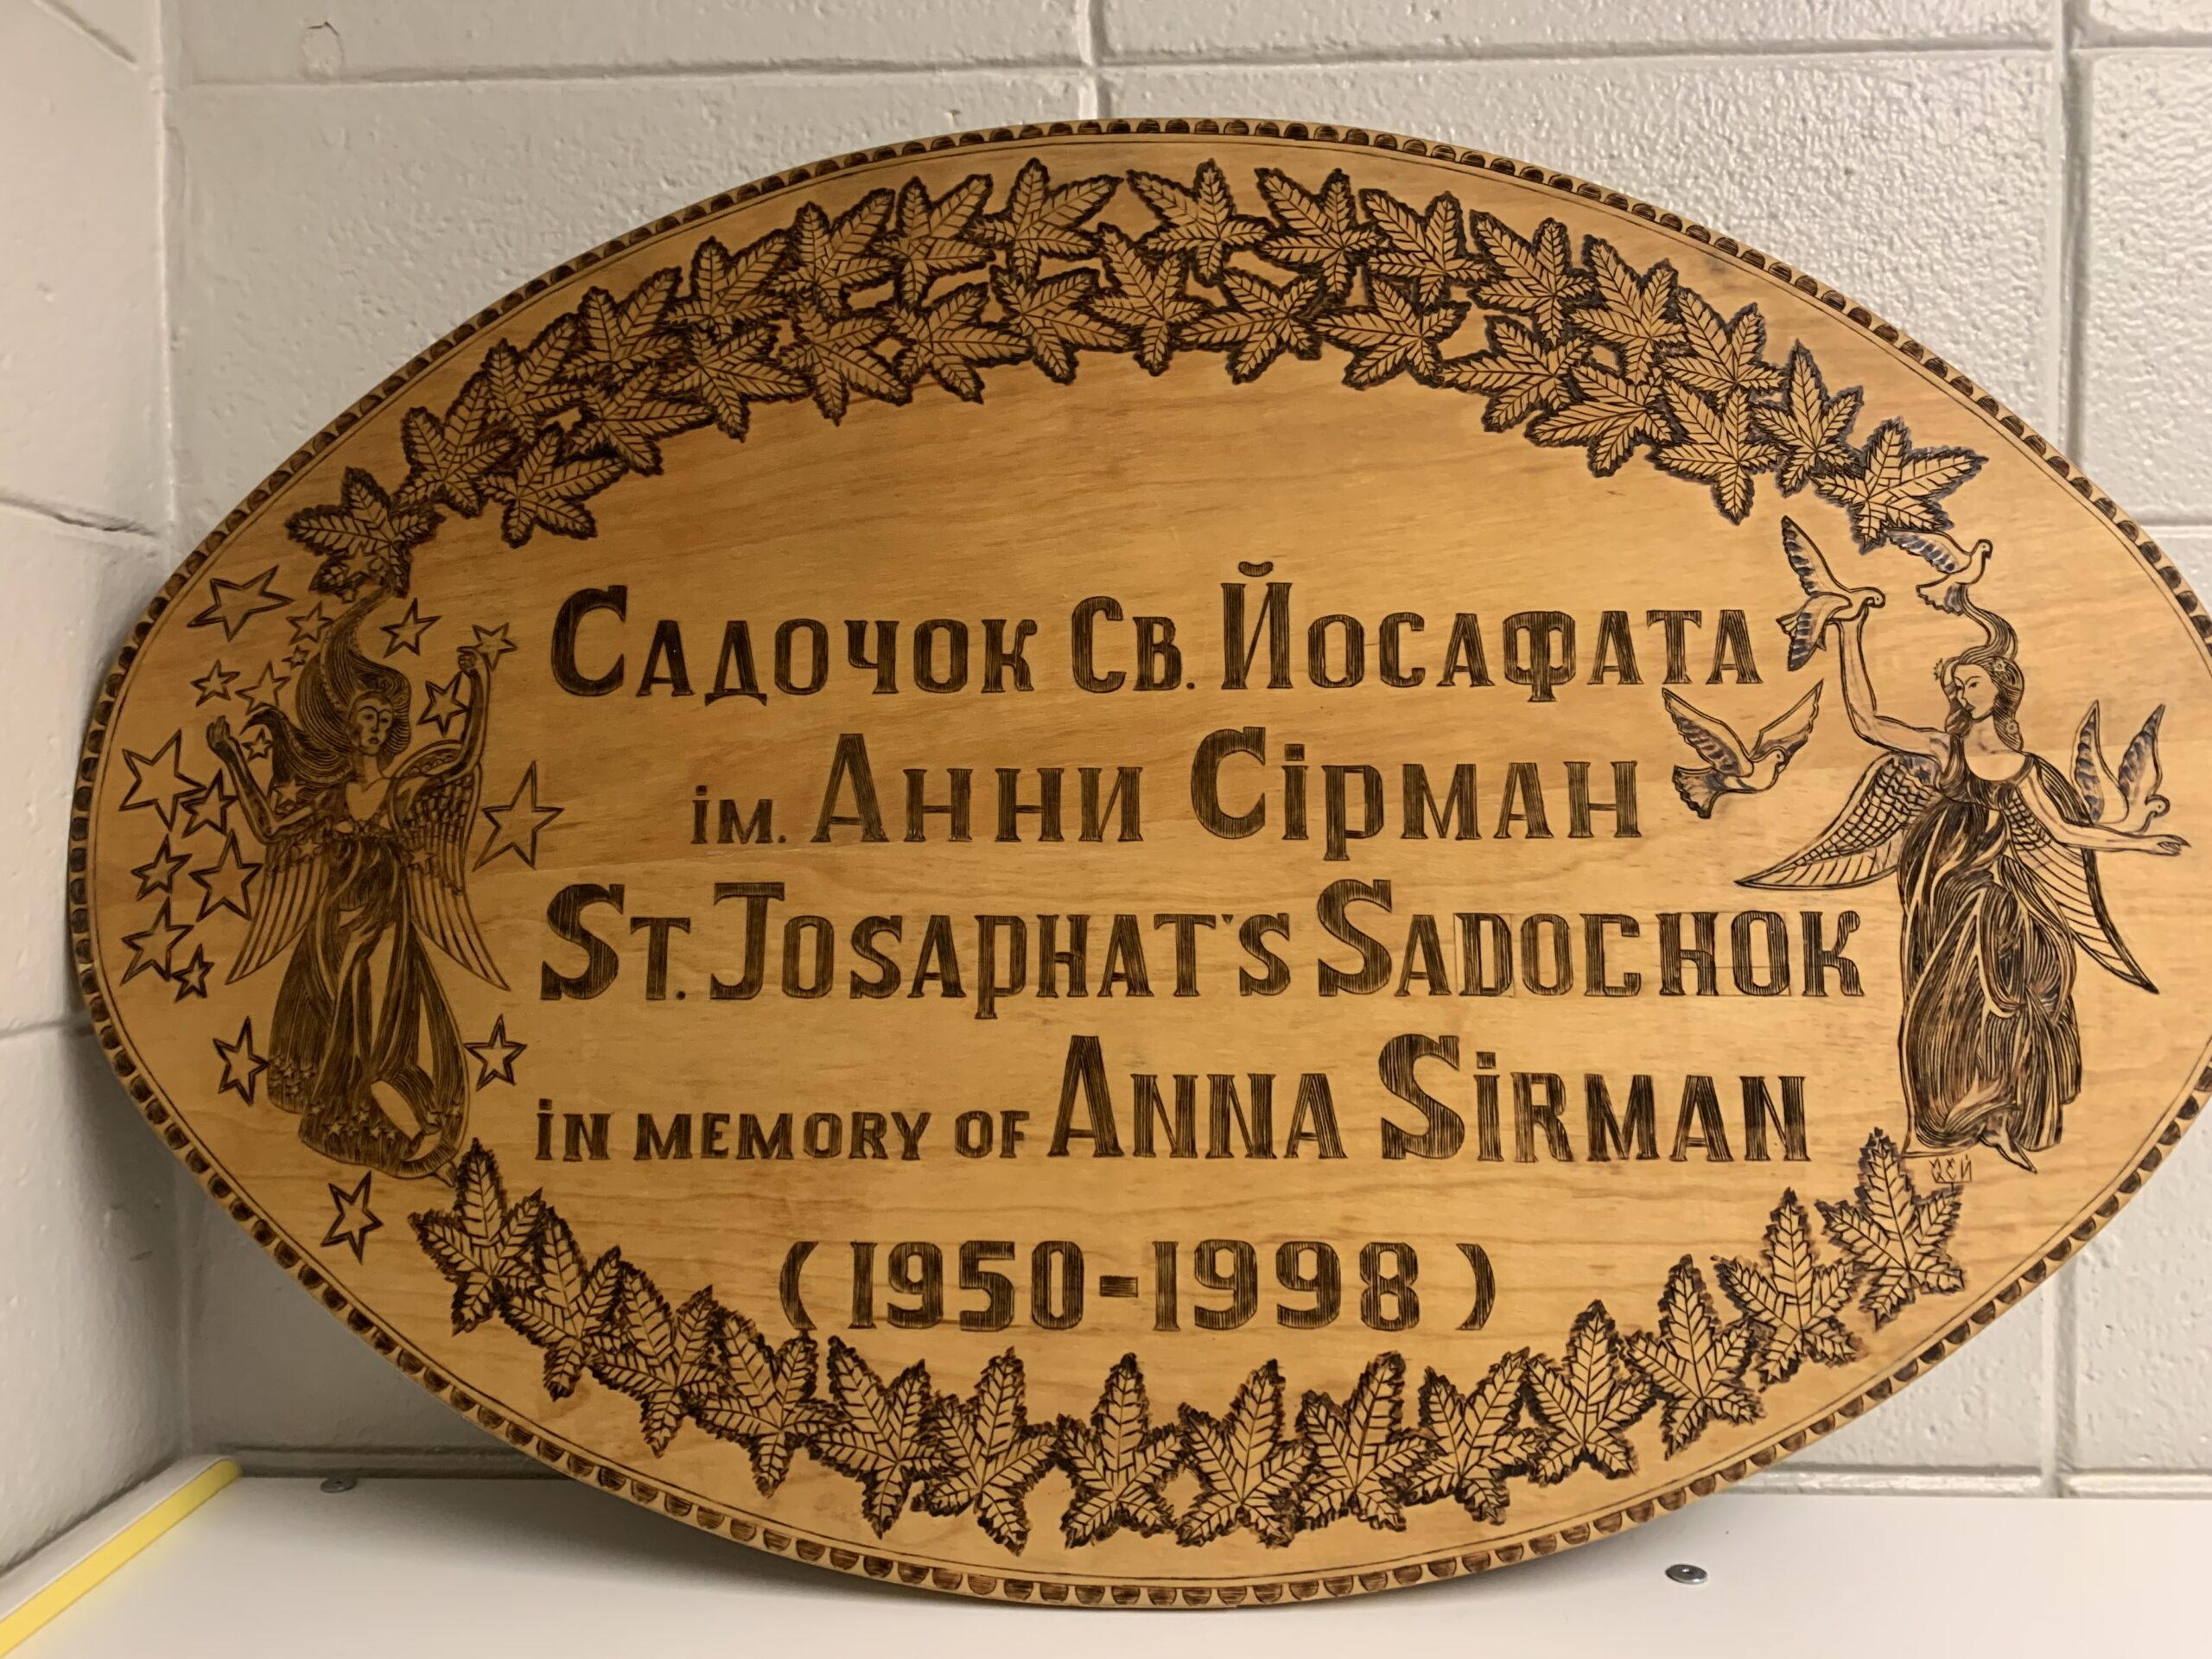 Садочок Св. Йосафата
ім. Анни Сірман
St. Josaphat's Sadochok
in memory of Anna Sirman
(1950-1998)